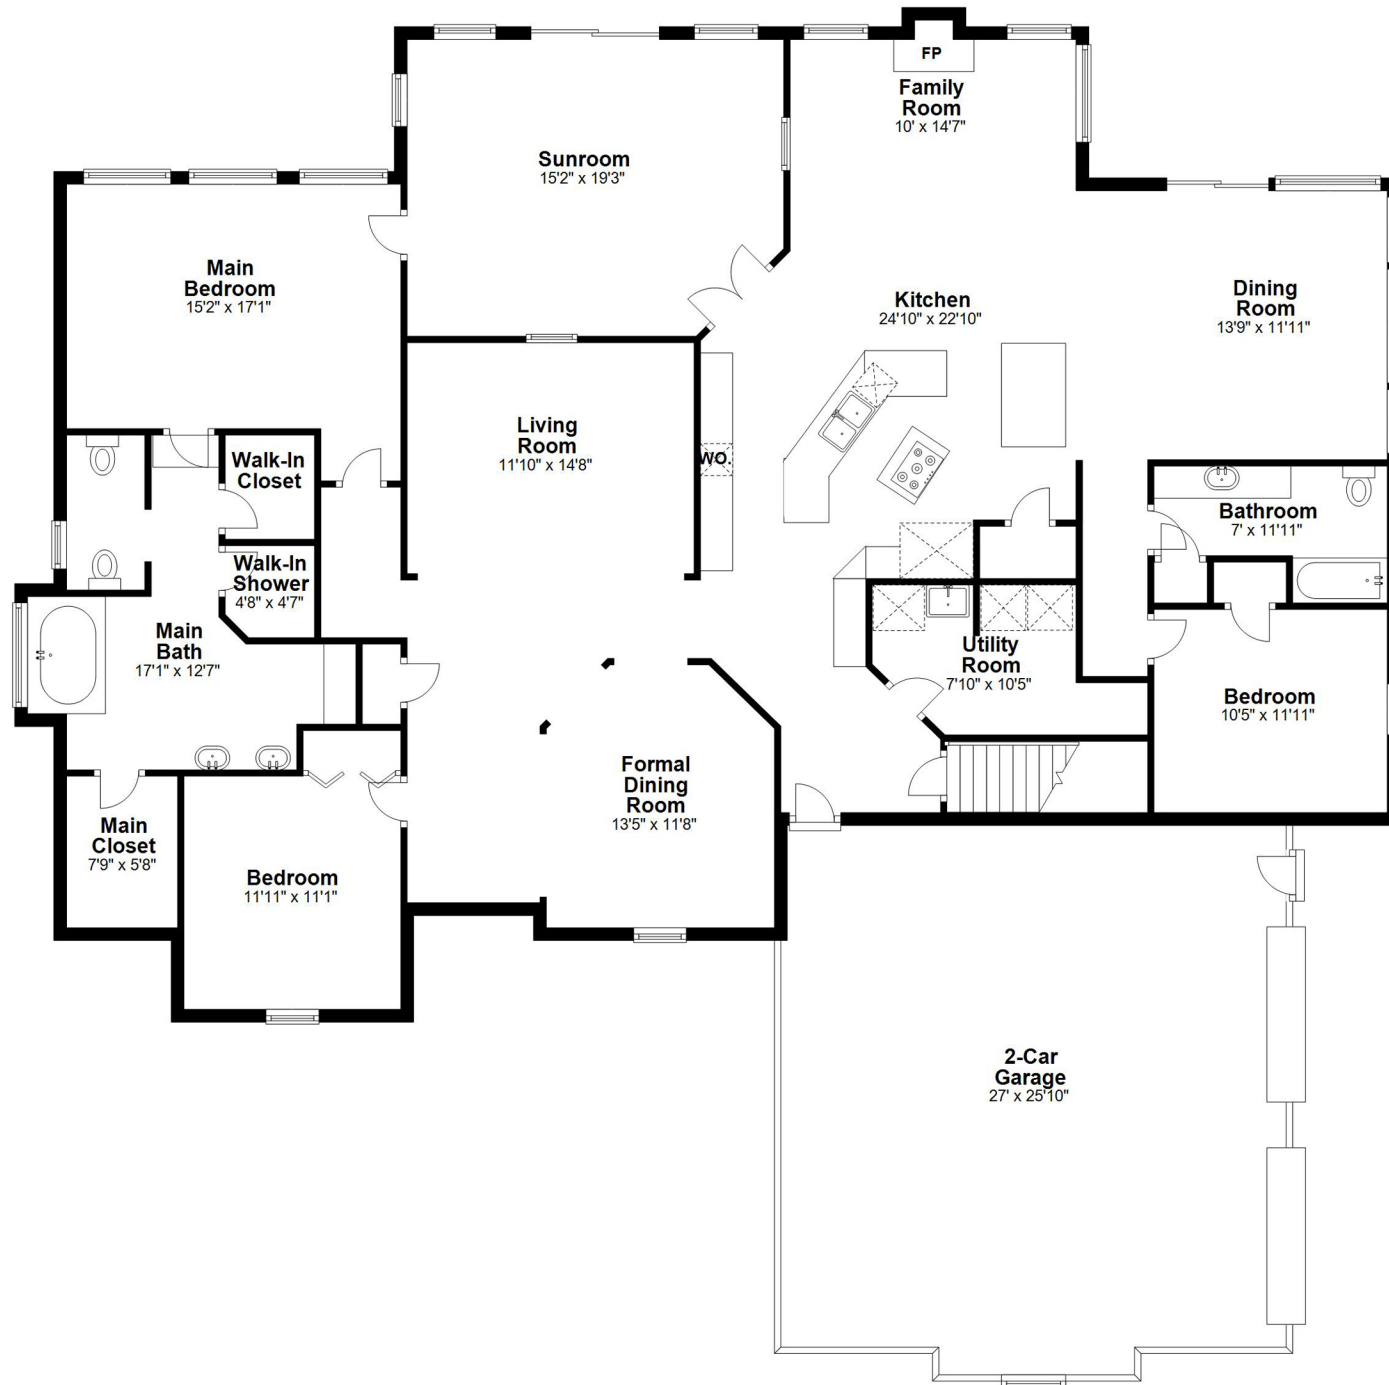 FP
Family
Room
10' x 14'7"
Sunroom
15'2" x 19'3"
Main
Bedroom
15'2" x 17'1"
Kitchen
24'10" x 22'10"
Dining
Room
13'9" x 11'11"
Living
Room
11'10" x 14'8"
WO.
Walk-In
Closet
Bathroom
7' x 11'11"
Walk-In
Shower
4'8" x 4'7"
Main
Bath
17'1" x 12'7"
Utility
Room
7'10" x 10'5"
Bedroom
10'5" x 11'11"
Formal
Dining
Room
13'5" x 11'8"
Main
Closet
7'9" x 5'8"
Bedroom
11'11" x 11'1"
2-Car
Garage
27' x 25'10"